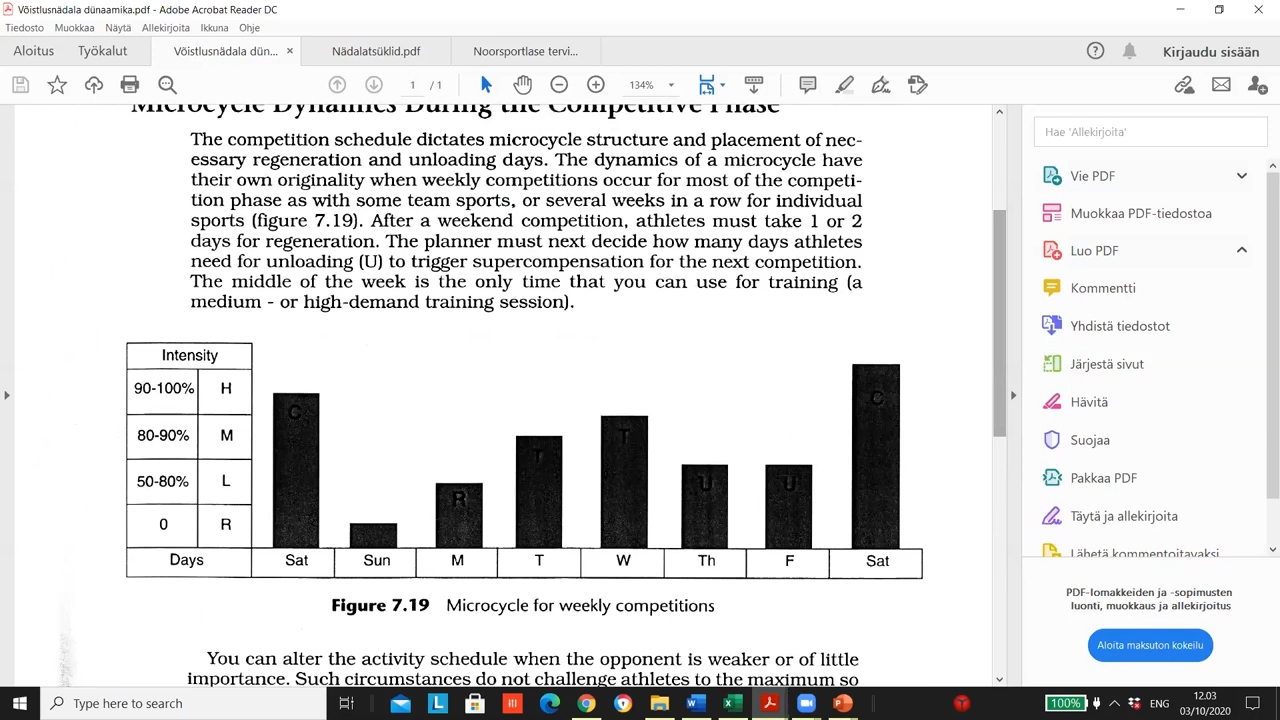 Võistlusnädala dünaamika.pdf - Adobe Acrobat Reader DC
Tiedosto Muokkaa Näytä Allekirjoita Ikkuna Ohje
Aloitus Työkalut Võistlusnädala dün... × Nädalatsüklid.pdf Noorsportlase tervi... Kirjaudu sisään
1 / 1 134%
Microcycle Dynamics During the Competitive Phase
The competition schedule dictates microcycle structure and placement of nec-
essary regeneration and unloading days. The dynamics of a microcycle have
their own originality when weekly competitions occur for most of the competi-
tion phase as with some team sports, or several weeks in a row for individual
sports (figure 7.19). After a weekend competition, athletes must take 1 or 2
days for regeneration. The planner must next decide how many days athletes
need for unloading (U) to trigger supercompensation for the next competition.
The middle of the week is the only time that you can use for training (a
medium - or high-demand training session).
Intensity
90-100% H
80-90% M
50-80% L
0 R
C R T T U U C
Days Sat Sun M T W Th F Sat
Figure 7.19 Microcycle for weekly competitions
You can alter the activity schedule when the opponent is weaker or of little
importance. Such circumstances do not challenge athletes to the maximum so
Hae 'Allekirjoita'
Vie PDF
Muokkaa PDF-tiedostoa
Luo PDF
Kommentti
Yhdistä tiedostot
Järjestä sivut
Hävitä
Suojaa
Pakkaa PDF
Täytä ja allekirjoita
Lähetä kommentoitavaksi
PDF-lomakkeiden ja -sopimusten
luonti, muokkaus ja allekirjoitus
Aloita maksuton kokeilu
Type here to search
100% ENG
12.03
03/10/2020